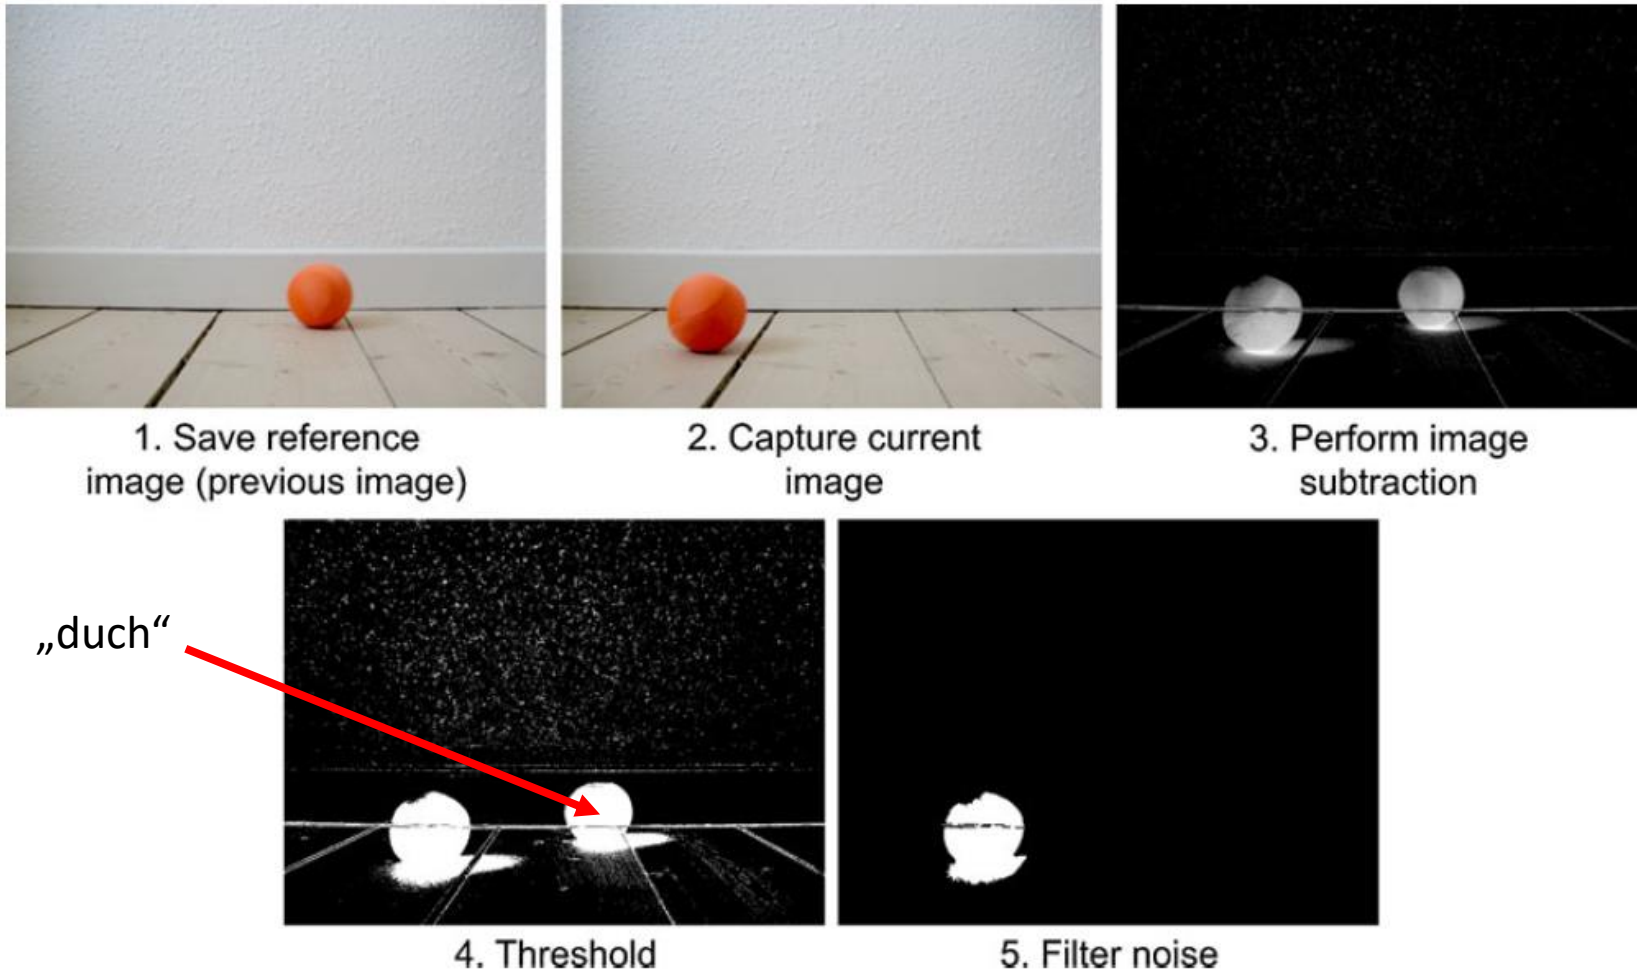 1. Save reference
image (previous image)
2. Capture current
image
3. Perform image
subtraction
„duch“
4. Threshold
5. Filter noise